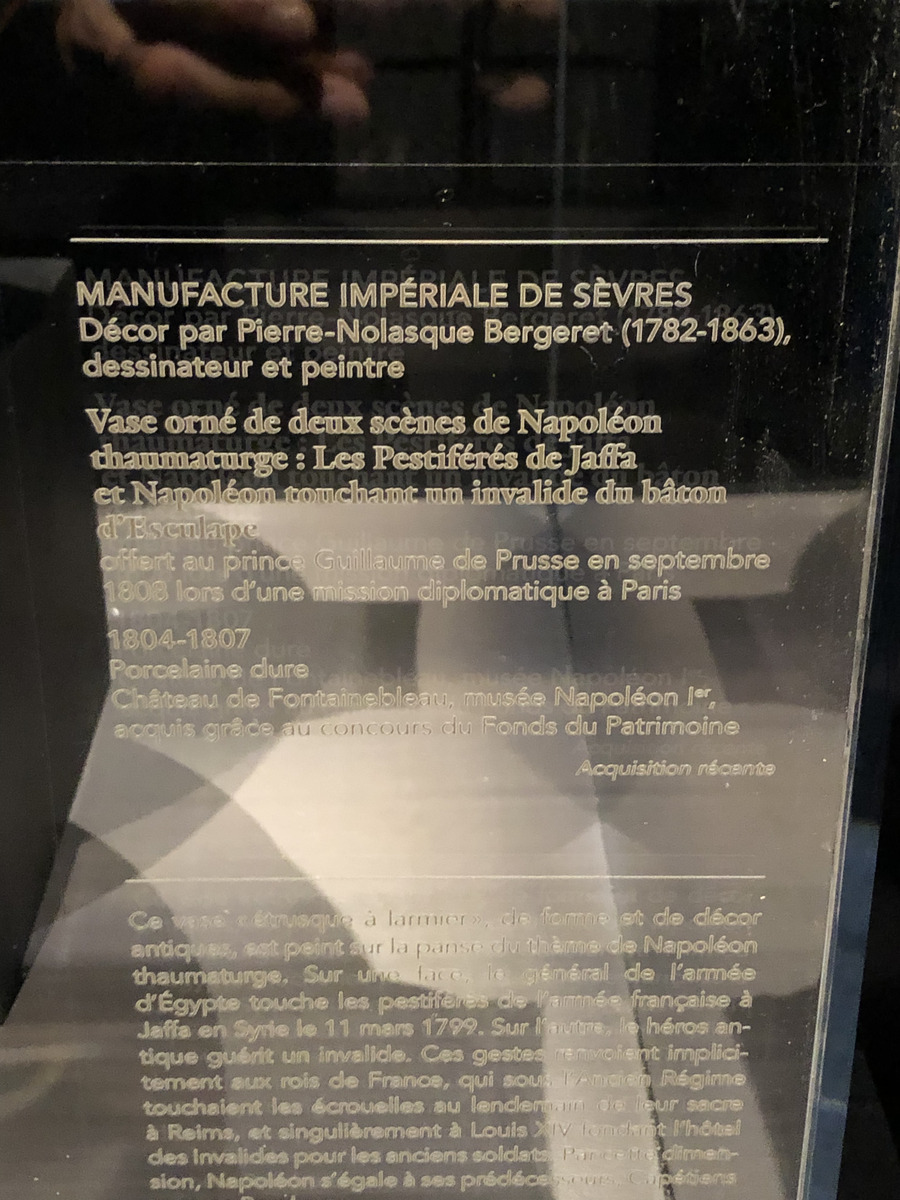 MANUFACTURE IMPÉRIALE DE SÈVRES
Décor par Pierre-Nolasque Bergeret (1782-1863),
dessinateur et peintre
Vase orné de deux scènes de Napoléon
thaumaturge : Les Pestiférés de Jaffa
et Napoléon touchant un invalide du bâton
d'Esculape
offert au prince Guillaume de Prusse en septembre
1808 lors d'une mission diplomatique à Paris
1804-1807
Porcelaine dure
Château de Fontainebleau, musée Napoléon Ier,
acquis grâce au concours du Fonds du Patrimoine
Acquisition récente
Ce vase « étrusque à larmier », de forme et de décor
antiques, est peint sur la panse du thème de Napoléon
thaumaturge. Sur une face, le général de l'armée
d'Égypte touche les pestiférés de l'armée française à
Jaffa en Syrie le 11 mars 1799. Sur l'autre, le héros an-
tique guérit un invalide. Ces gestes renvoient implici-
tement aux rois de France, qui sous l'Ancien Régime
touchaient les écrouelles au lendemain de leur sacre
à Reims, et singulièrement à Louis XIV fondant l'hôtel
des Invalides pour les anciens soldats. Par cette dimen-
sion, Napoléon s'égale à ses prédécesseurs, Capétiens